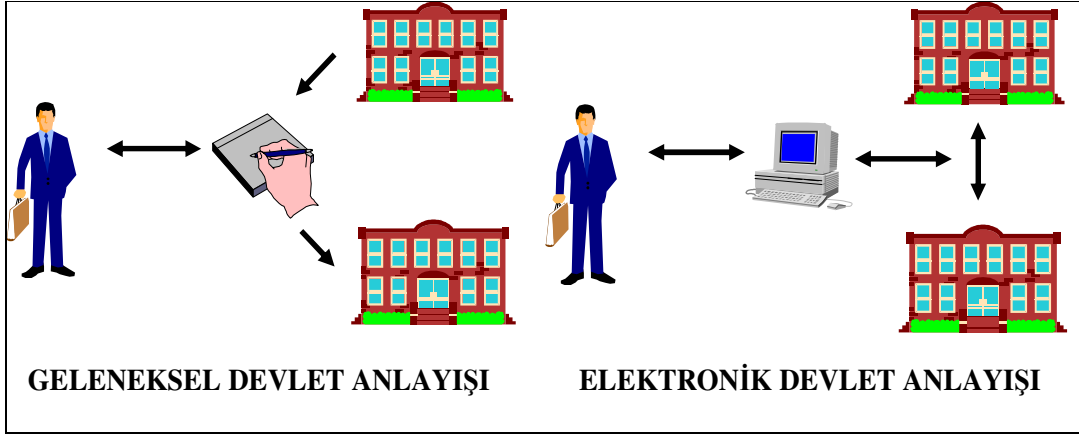 GELENEKSEL DEVLET ANLAYIŞI
ELEKTRONİK DEVLET ANLAYIŞI